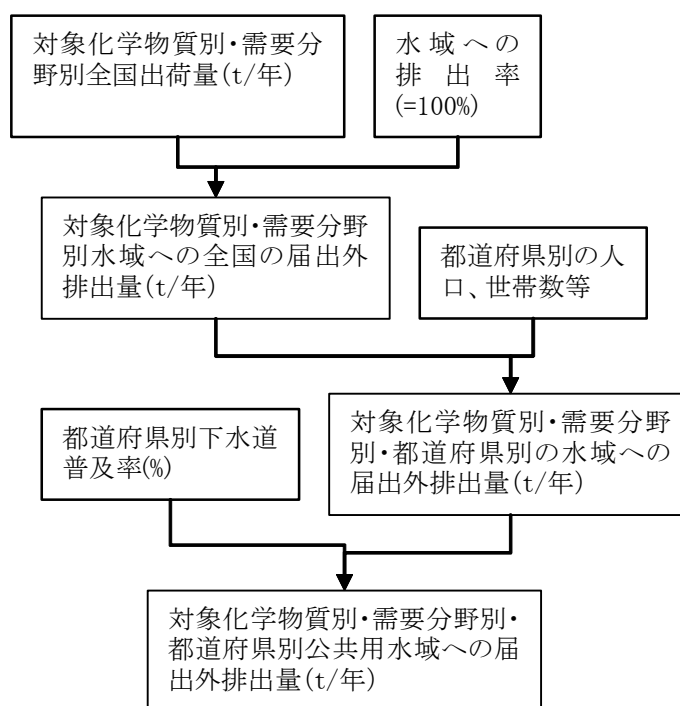 対象化学物質別・需要分
野別全国出荷量(t/年)
水域への
排出率
(=100%)
対象化学物質別・需要分野
別水域への全国の届出外
排出量(t/年)
都道府県別の人
口、世帯数等
対象化学物質別・需要分野
別・都道府県別の水域への
届出外排出量(t/年)
都道府県別下水道
普及率(%)
対象化学物質別・需要分野別・
都道府県別公共用水域への届
出外排出量(t/年)